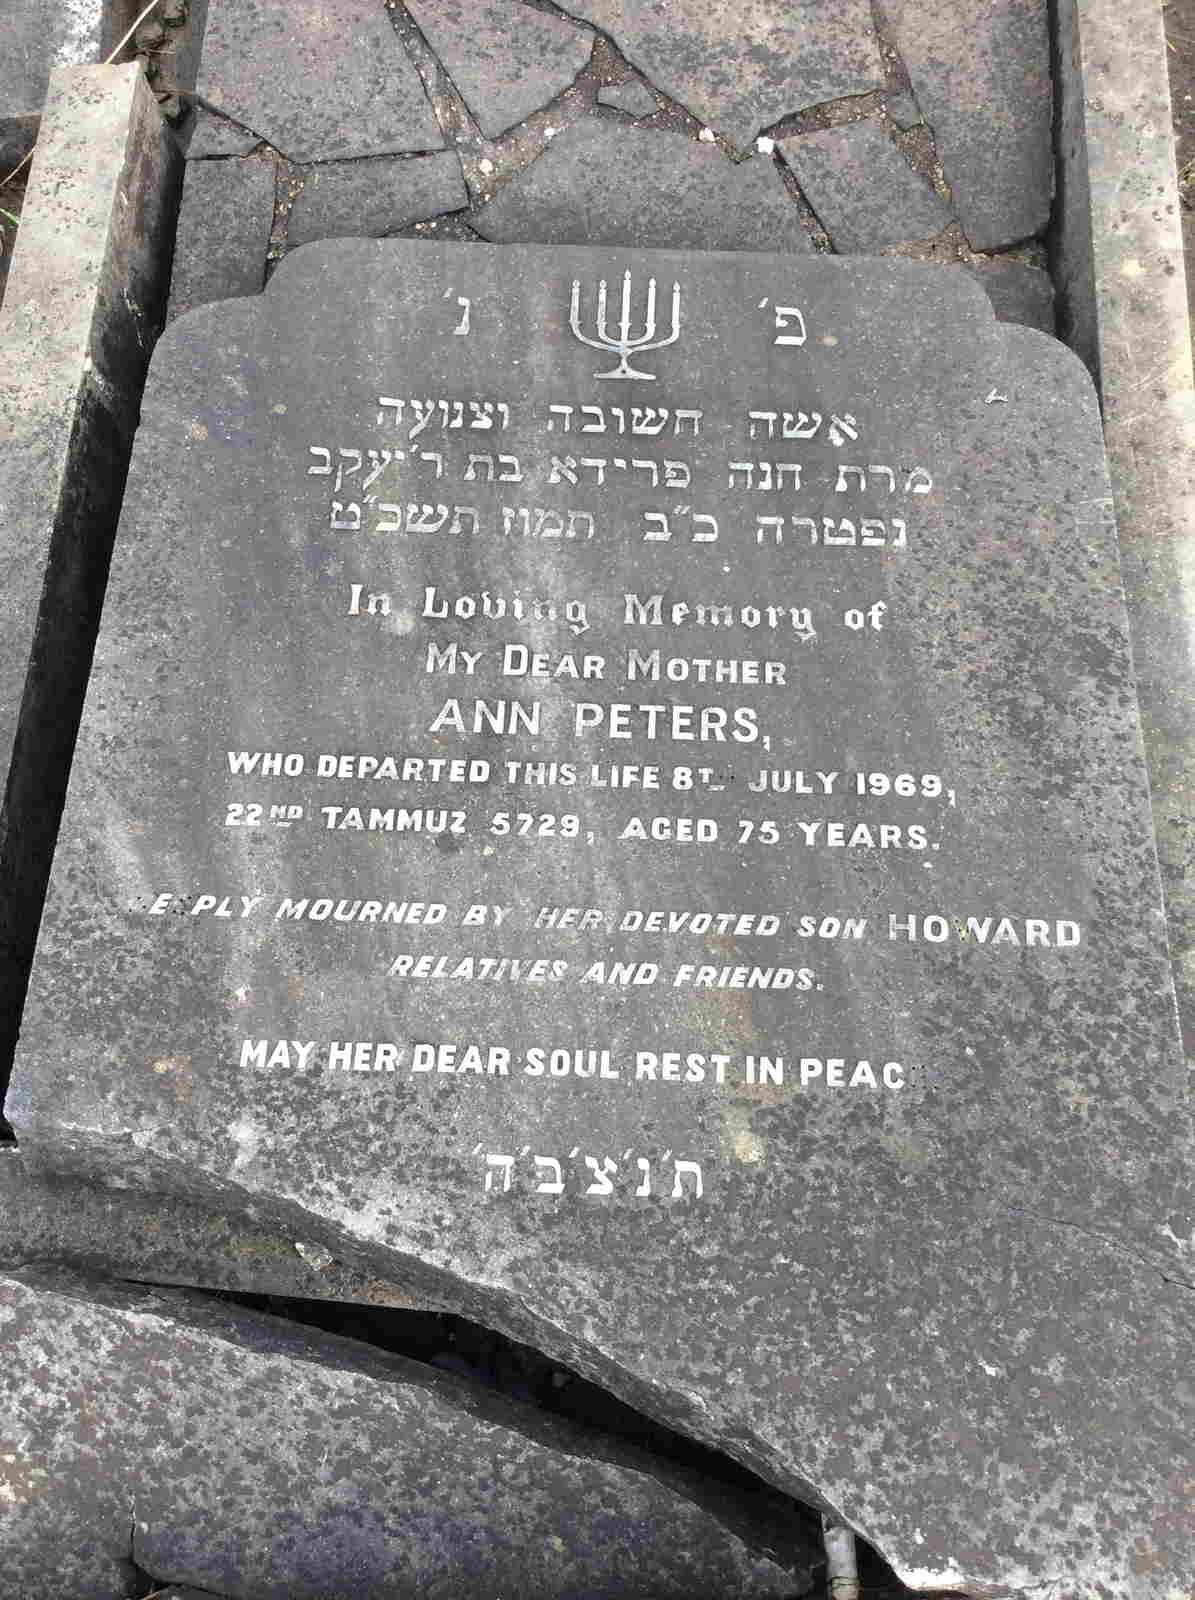 פ׳ נ׳
אשה חשובה וצנועה
מרת חנה פרידא בת ר׳ יעקב
נפטרה כ״ב תמוז תשכ״ט
In Loving Memory of
MY DEAR MOTHER
ANN PETERS,
WHO DEPARTED THIS LIFE 8T JULY 1969,
22ND TAMMUZ 5729, AGED 75 YEARS.
E PLY MOURNED BY HER DEVOTED SON HOWARD
RELATIVES AND FRIENDS.
MAY HER DEAR SOUL REST IN PEAC
ת׳נ׳צ׳ב׳ה׳